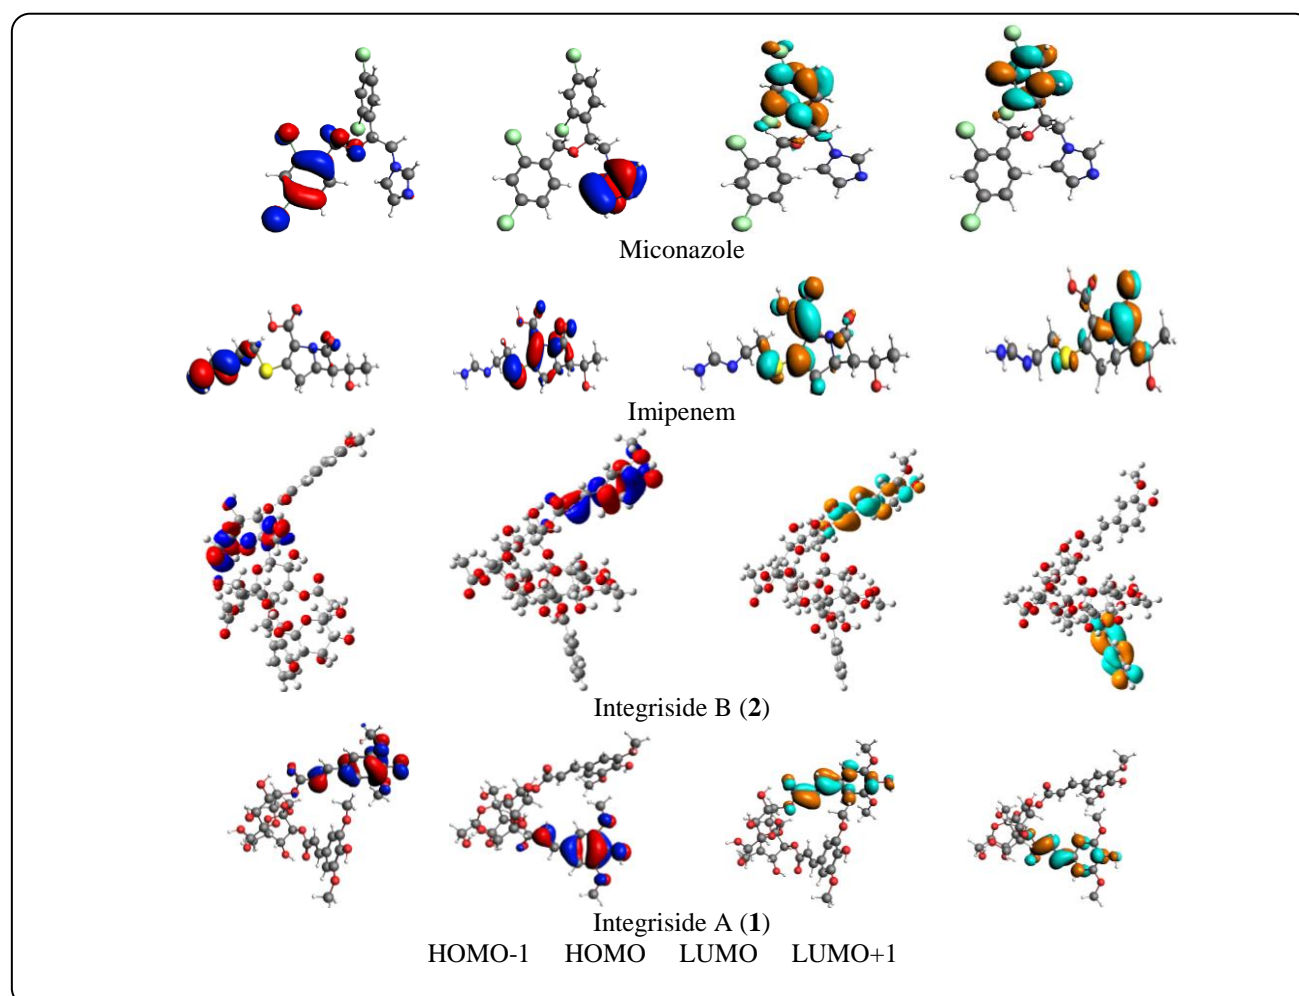 Miconazole
Imipenem
Integriside B (2)
Integriside A (1)
HOMO-1 HOMO LUMO LUMO+1